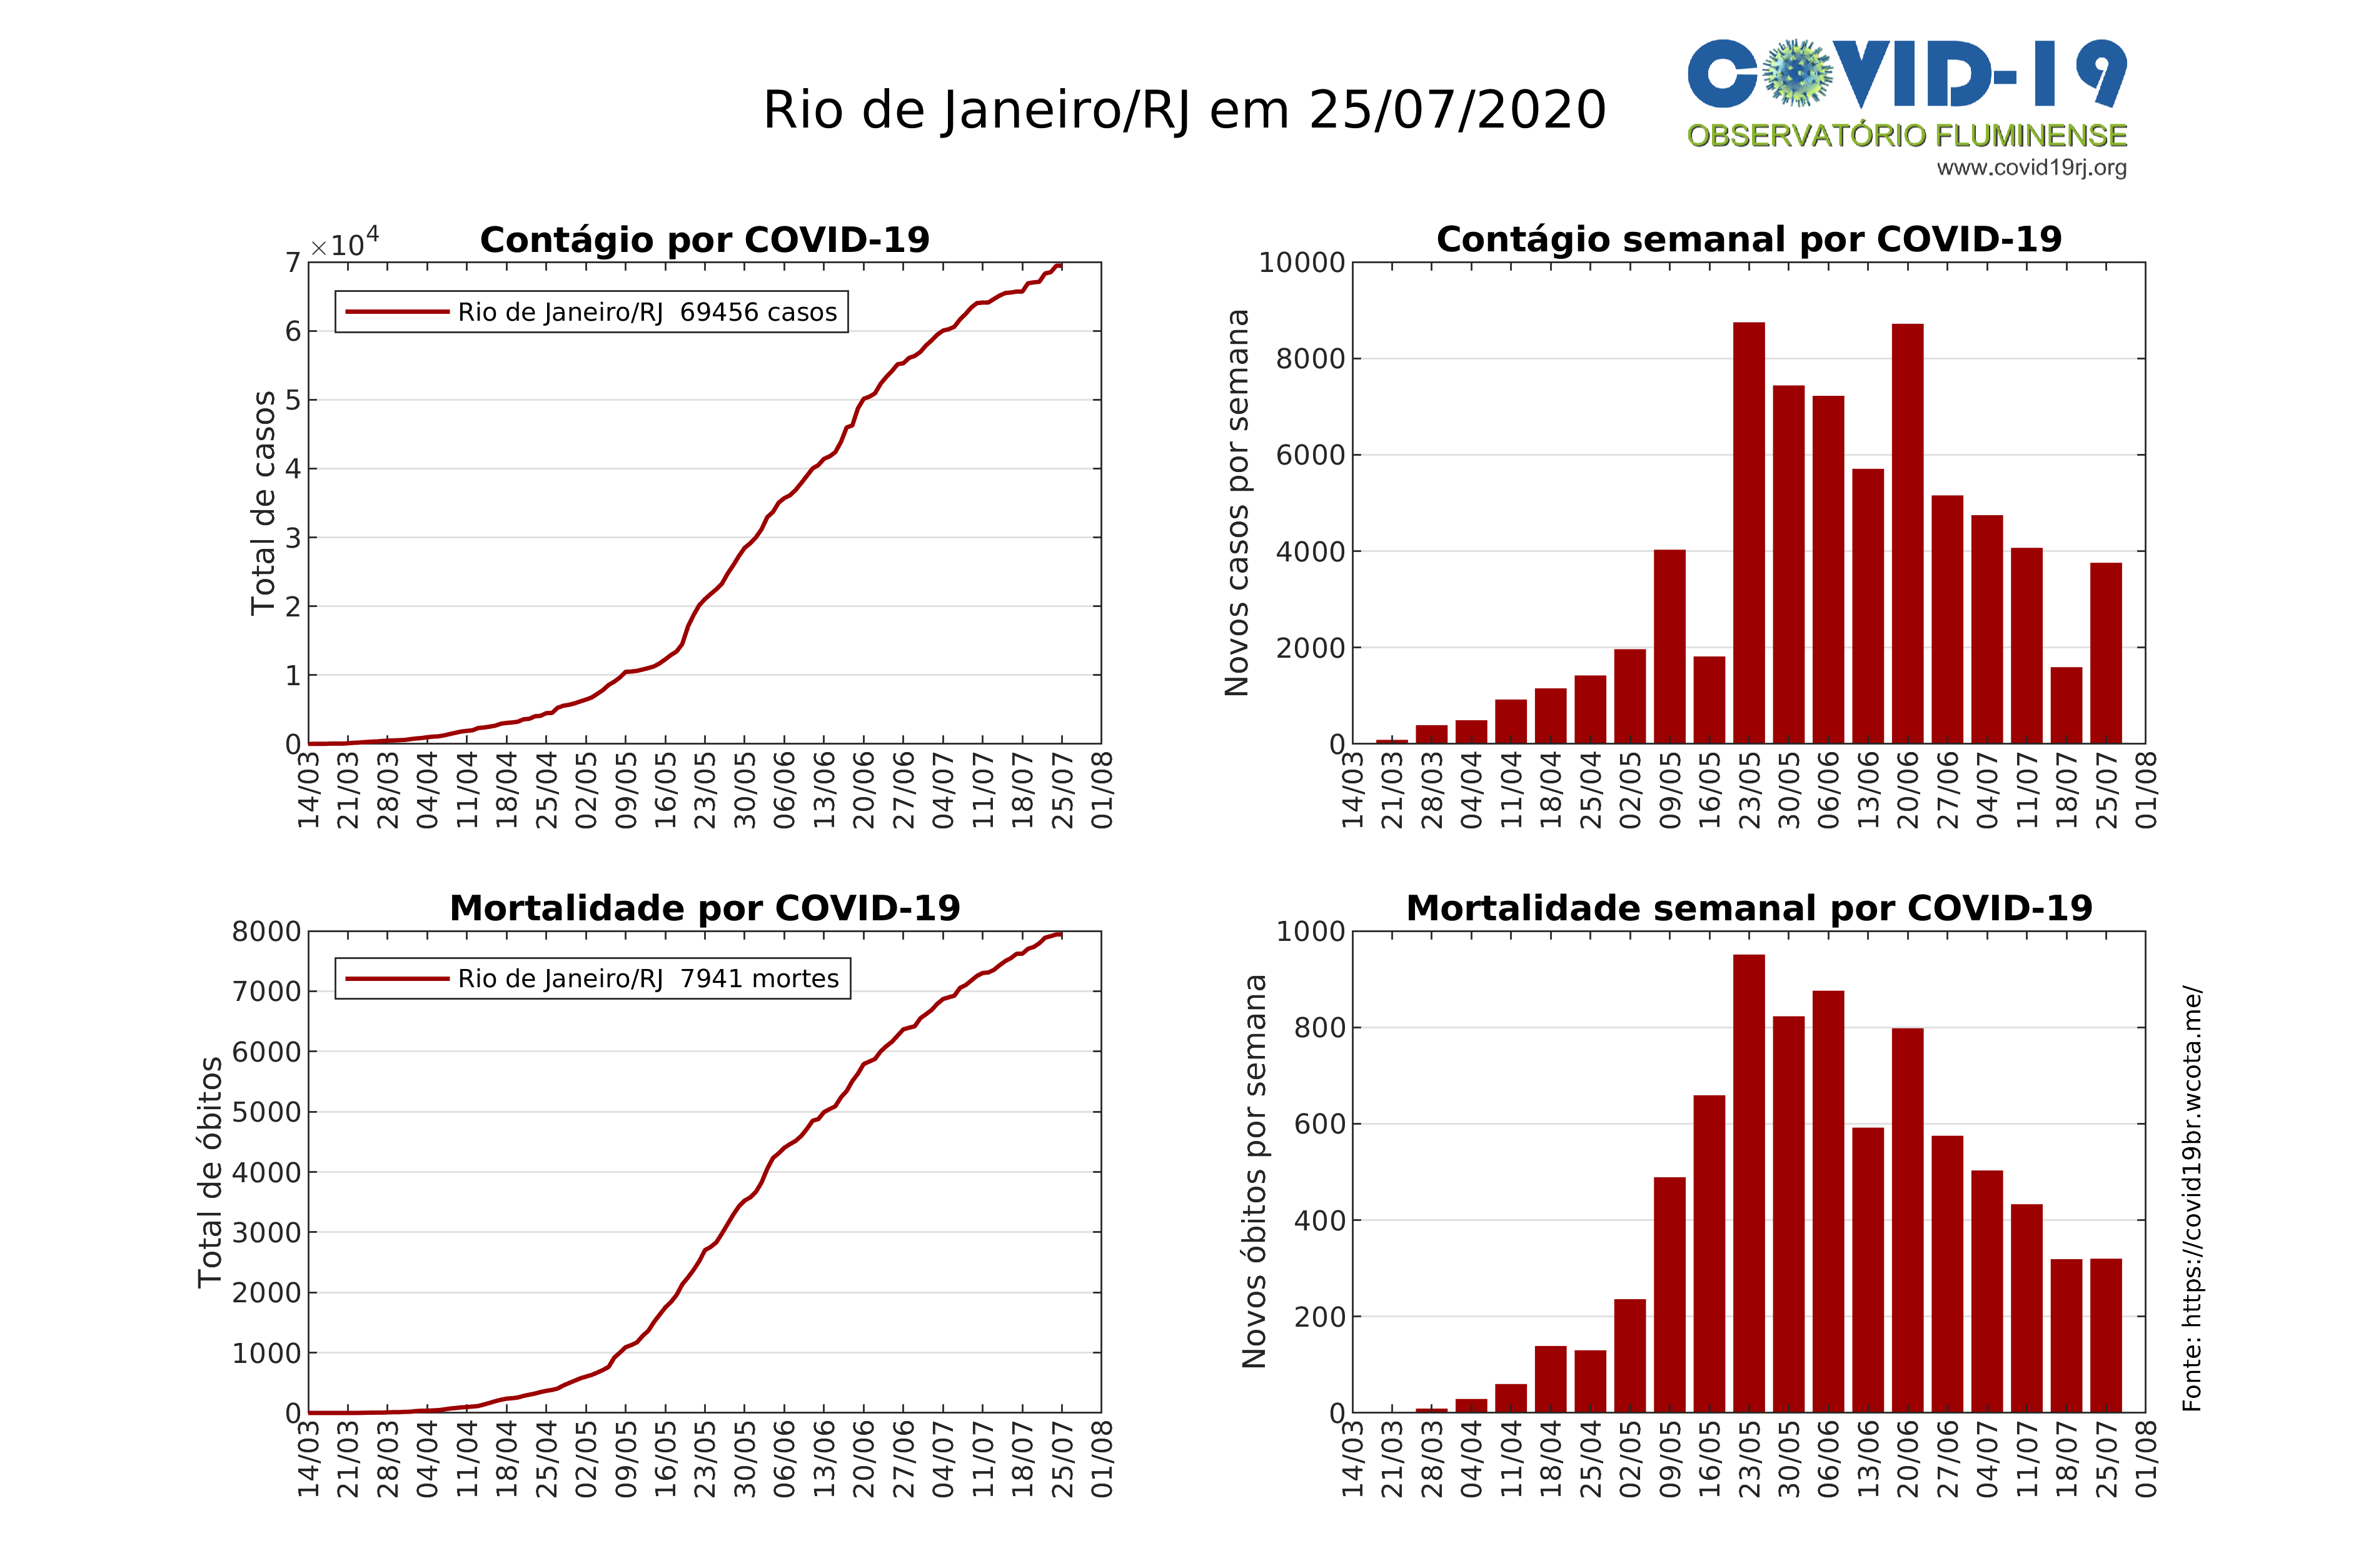 Rio de Janeiro/RJ em 25/07/2020
COVID-19
OBSERVATÓRIO FLUMINENSE
www.covid19rj.org
Contágio por COVID-19
×10⁴
Total de casos
7
6
5
4
3
2
1
0
Rio de Janeiro/RJ 69456 casos
14/03 21/03 28/03 04/04 11/04 18/04 25/04 02/05 09/05 16/05 23/05 30/05 06/06 13/06 20/06 27/06 04/07 11/07 18/07 25/07 01/08
Contágio semanal por COVID-19
Novos casos por semana
10000
8000
6000
4000
2000
0
14/03 21/03 28/03 04/04 11/04 18/04 25/04 02/05 09/05 16/05 23/05 30/05 06/06 13/06 20/06 27/06 04/07 11/07 18/07 25/07 01/08
Mortalidade por COVID-19
Total de óbitos
8000
7000
6000
5000
4000
3000
2000
1000
0
Rio de Janeiro/RJ 7941 mortes
14/03 21/03 28/03 04/04 11/04 18/04 25/04 02/05 09/05 16/05 23/05 30/05 06/06 13/06 20/06 27/06 04/07 11/07 18/07 25/07 01/08
Mortalidade semanal por COVID-19
Novos óbitos por semana
1000
800
600
400
200
0
14/03 21/03 28/03 04/04 11/04 18/04 25/04 02/05 09/05 16/05 23/05 30/05 06/06 13/06 20/06 27/06 04/07 11/07 18/07 25/07 01/08
Fonte: https://covid19br.wcota.me/